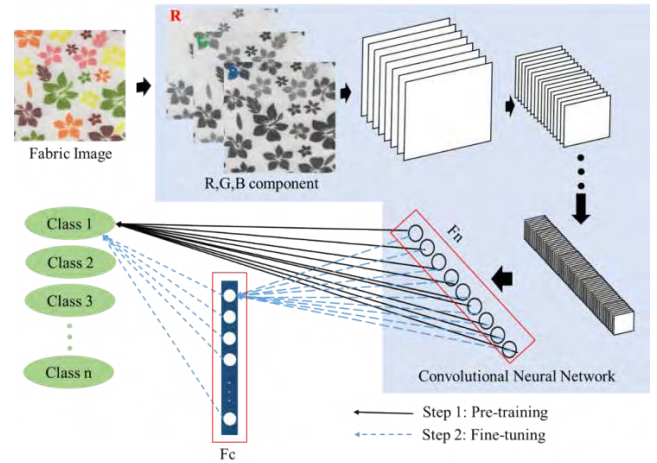 R
G
B
Fabric Image
R,G,B component
Class 1
Class 2
Class 3
Class n
Fn
Convolutional Neural Network
Step 1: Pre-training
Step 2: Fine-tuning
Fc